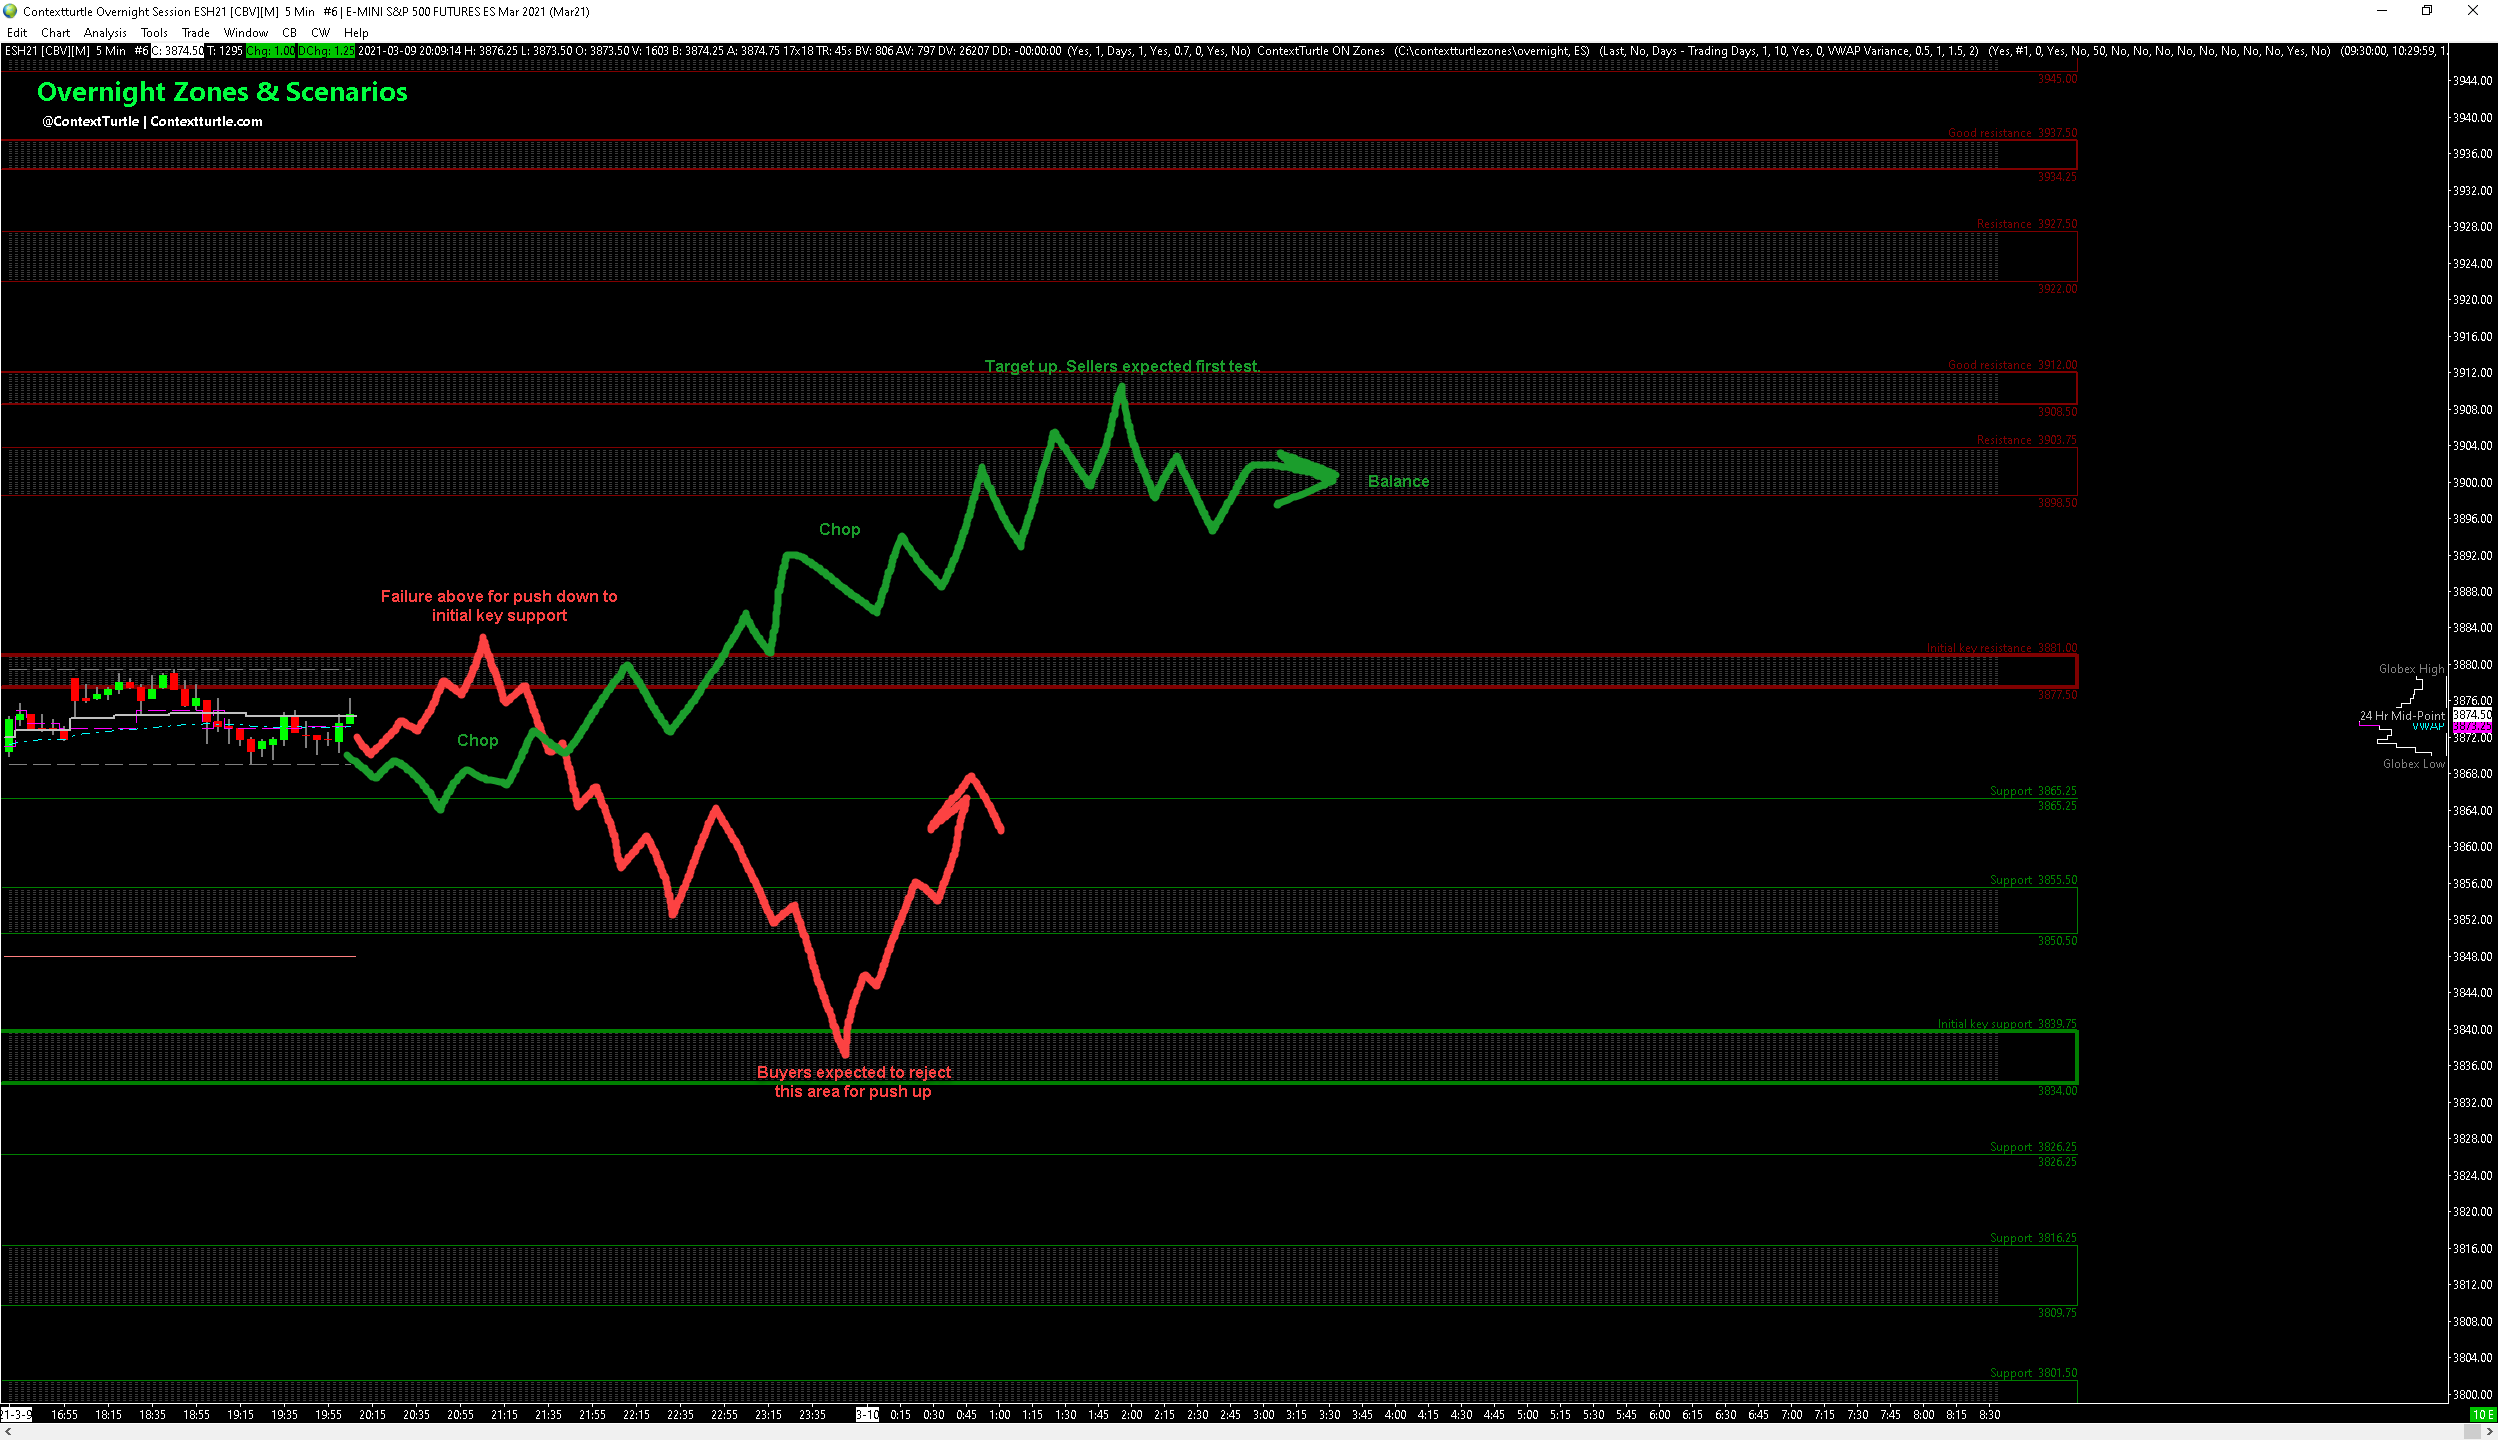 Contextturtle Overnight Session ESH21 [CBV][M]  5 Min  #6 | E-MINI S&P 500 FUTURES ES Mar 2021 (Mar21)
Edit Chart Analysis Tools Trade Window CB CW Help
ESH21 [CBV][M]  5 Min  #6 C: 3874.50 T: 1295 Chg: 1.00 DChg: 1.25 2021-03-09 20:09:14 H: 3876.25 L: 3873.50 O: 3873.50 V: 1603 B: 3874.25 A: 3874.75 17x18 TR: 45s BV: 806 AV: 797 DV: 26207 DD: -00:00:00 (Yes, 1, Days, 1, Yes, 0.7, 0, Yes, No) ContextTurtle ON Zones (C:\contextturtlezones\overnight, ES) (Last, No, Days - Trading Days, 1, 10, Yes, 0, VWAP Variance, 0.5, 1, 1.5, 2) (Yes, #1, 0, Yes, No, 50, No, No, No, No, No, No, No, No, Yes, No) (09:30:00, 10:29:59, 1.
Overnight Zones & Scenarios
@ContextTurtle | Contextturtle.com
3945.00
Good resistance 3937.50
3934.25
Resistance 3927.50
3922.00
Target up. Sellers expected first test.
Good resistance 3912.00
3908.50
Resistance 3903.75
Balance
3898.50
Chop
Failure above for push down to
initial key support
Initial key resistance 3881.00
3877.50
Chop
Support 3865.25
3865.25
Support 3855.50
3850.50
Initial key support 3839.75
3834.00
Buyers expected to reject
this area for push up
Support 3826.25
3826.25
Support 3816.25
3809.75
Support 3801.50
Globex High
24 Hr Mid-Point
VWAP
Globex Low
3944.00
3940.00
3936.00
3932.00
3928.00
3924.00
3920.00
3916.00
3912.00
3908.00
3904.00
3900.00
3896.00
3892.00
3888.00
3884.00
3880.00
3876.00
3874.50
3872.00
3868.00
3864.00
3860.00
3856.00
3852.00
3848.00
3844.00
3840.00
3836.00
3832.00
3828.00
3824.00
3820.00
3816.00
3812.00
3808.00
3804.00
3800.00
21-3-9 16:55 18:15 18:35 18:55 19:15 19:35 19:55 20:15 20:35 20:55 21:15 21:35 21:55 22:15 22:35 22:55 23:15 23:35 3-10 0:15 0:30 0:45 1:00 1:15 1:30 1:45 2:00 2:15 2:30 2:45 3:00 3:15 3:30 3:45 4:00 4:15 4:30 4:45 5:00 5:15 5:30 5:45 6:00 6:15 6:30 6:45 7:00 7:15 7:30 7:45 8:00 8:15 8:30
10 E